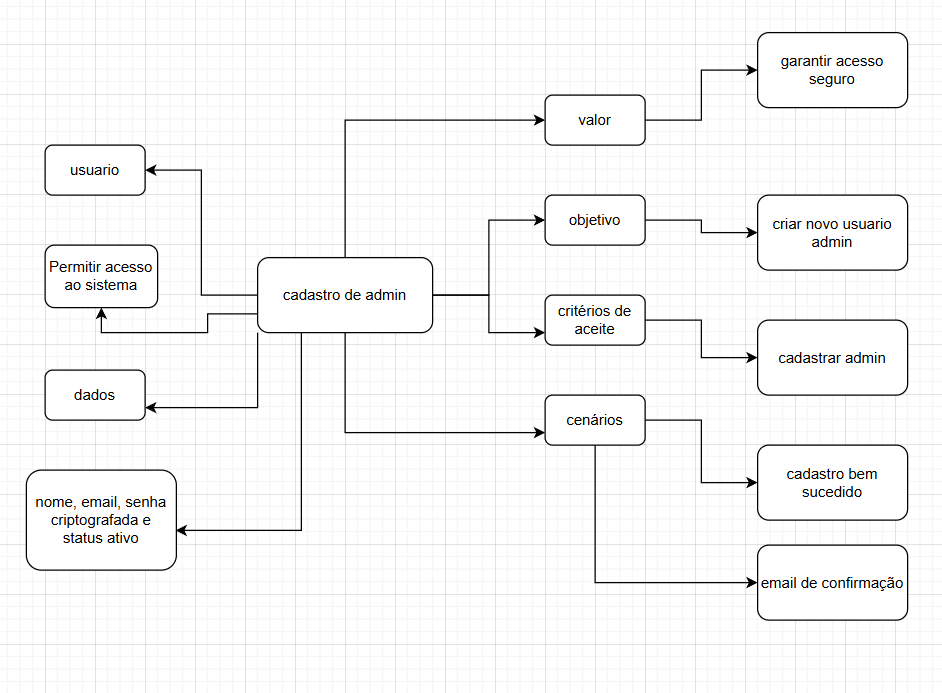 garantir acesso
seguro
valor
usuario
objetivo
criar novo usuario
admin
Permitir acesso
ao sistema
cadastro de admin
critérios de
aceite
cadastrar admin
dados
cenários
cadastro bem
sucedido
nome, email, senha
criptografada e
status ativo
email de confirmação